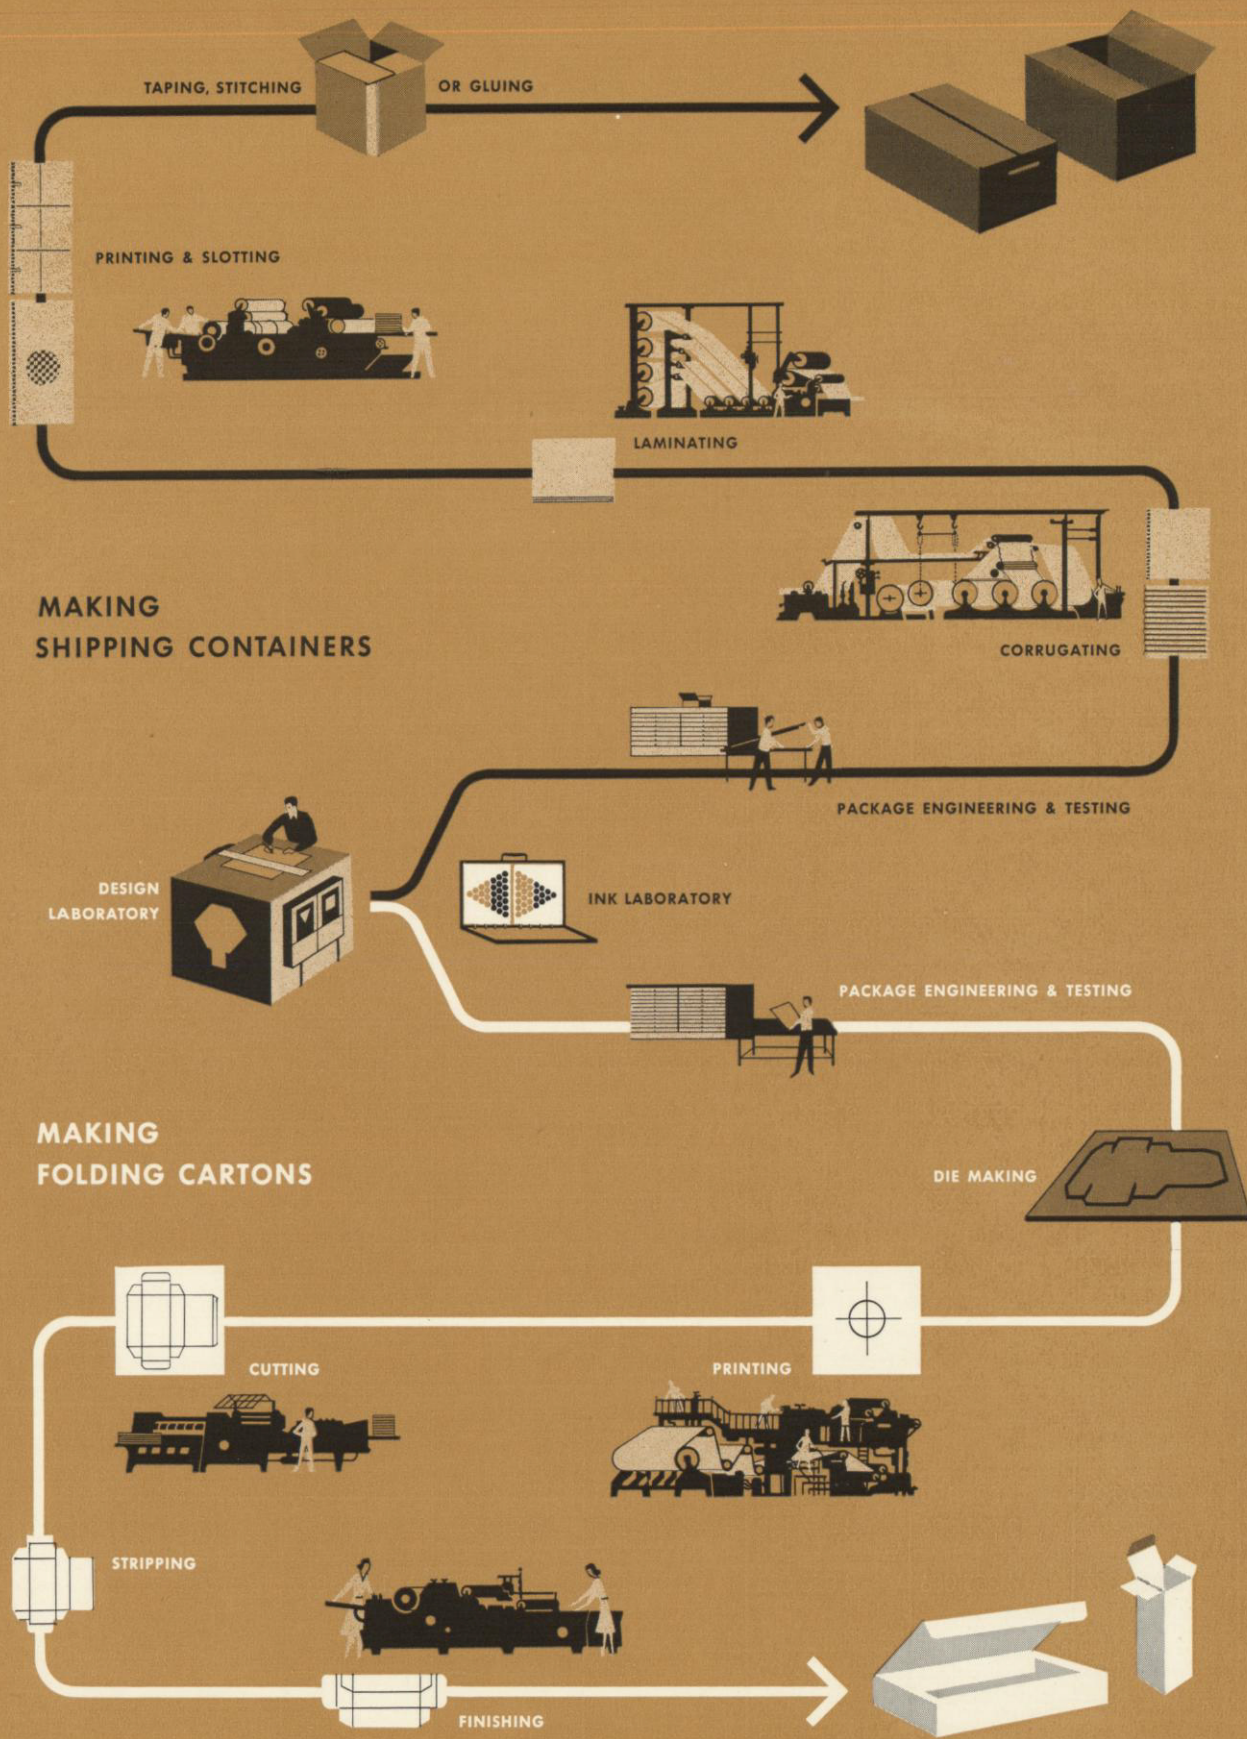 TAPING, STITCHING OR GLUING
PRINTING & SLOTTING
LAMINATING
MAKING
SHIPPING CONTAINERS
CORRUGATING
PACKAGE ENGINEERING & TESTING
DESIGN
LABORATORY
INK LABORATORY
PACKAGE ENGINEERING & TESTING
MAKING
FOLDING CARTONS
DIE MAKING
CUTTING
PRINTING
STRIPPING
FINISHING